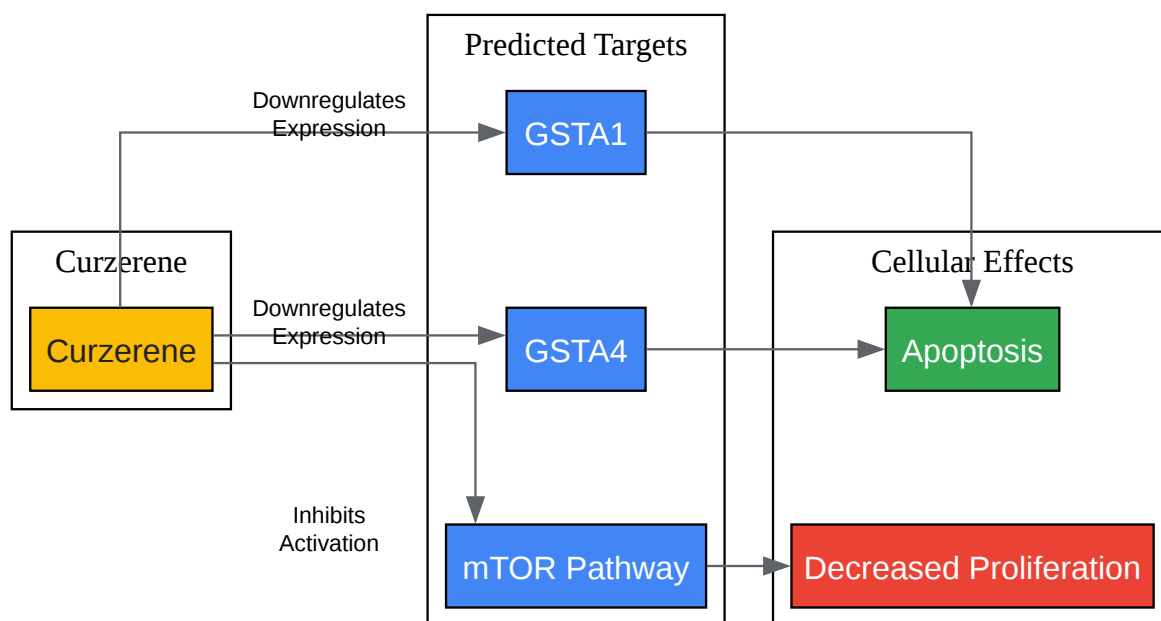 Predicted Targets
Downregulates
Expression
GSTA1
Curzerene
Cellular Effects
Curzerene
Downregulates
Expression
GSTA4
Apoptosis
Inhibits
Activation
mTOR Pathway
Decreased Proliferation